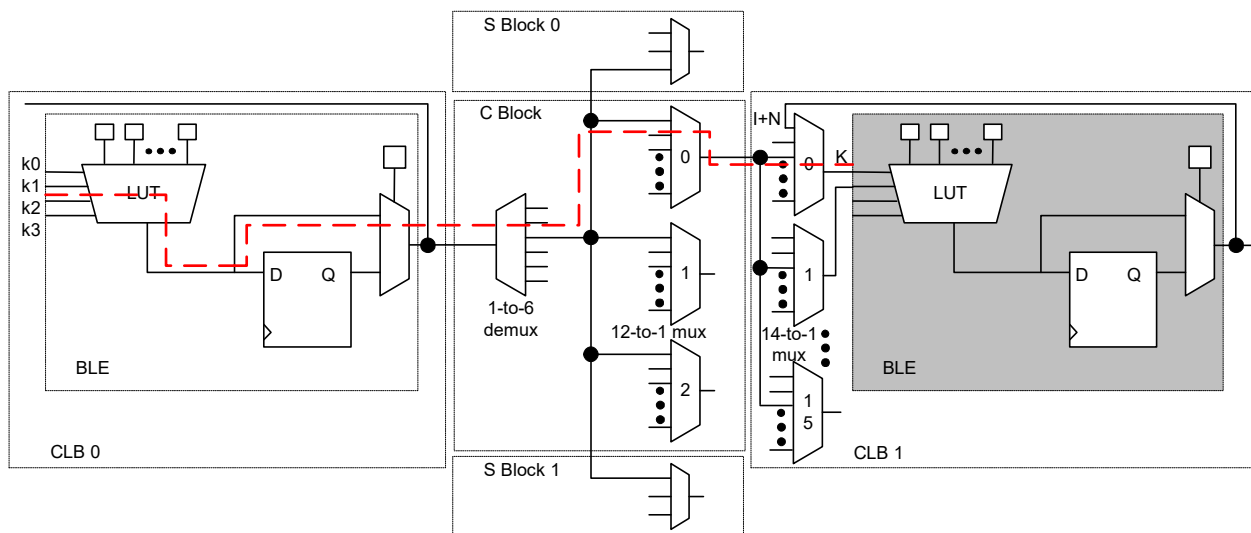 S Block 0
C Block
I+N
K
k0
k1
k2
k3
LUT
0
0
LUT
D Q
1
1
D Q
1-to-6
demux
12-to-1 mux
14-to-1
mux
BLE
2
1
5
BLE
CLB 0
S Block 1
CLB 1